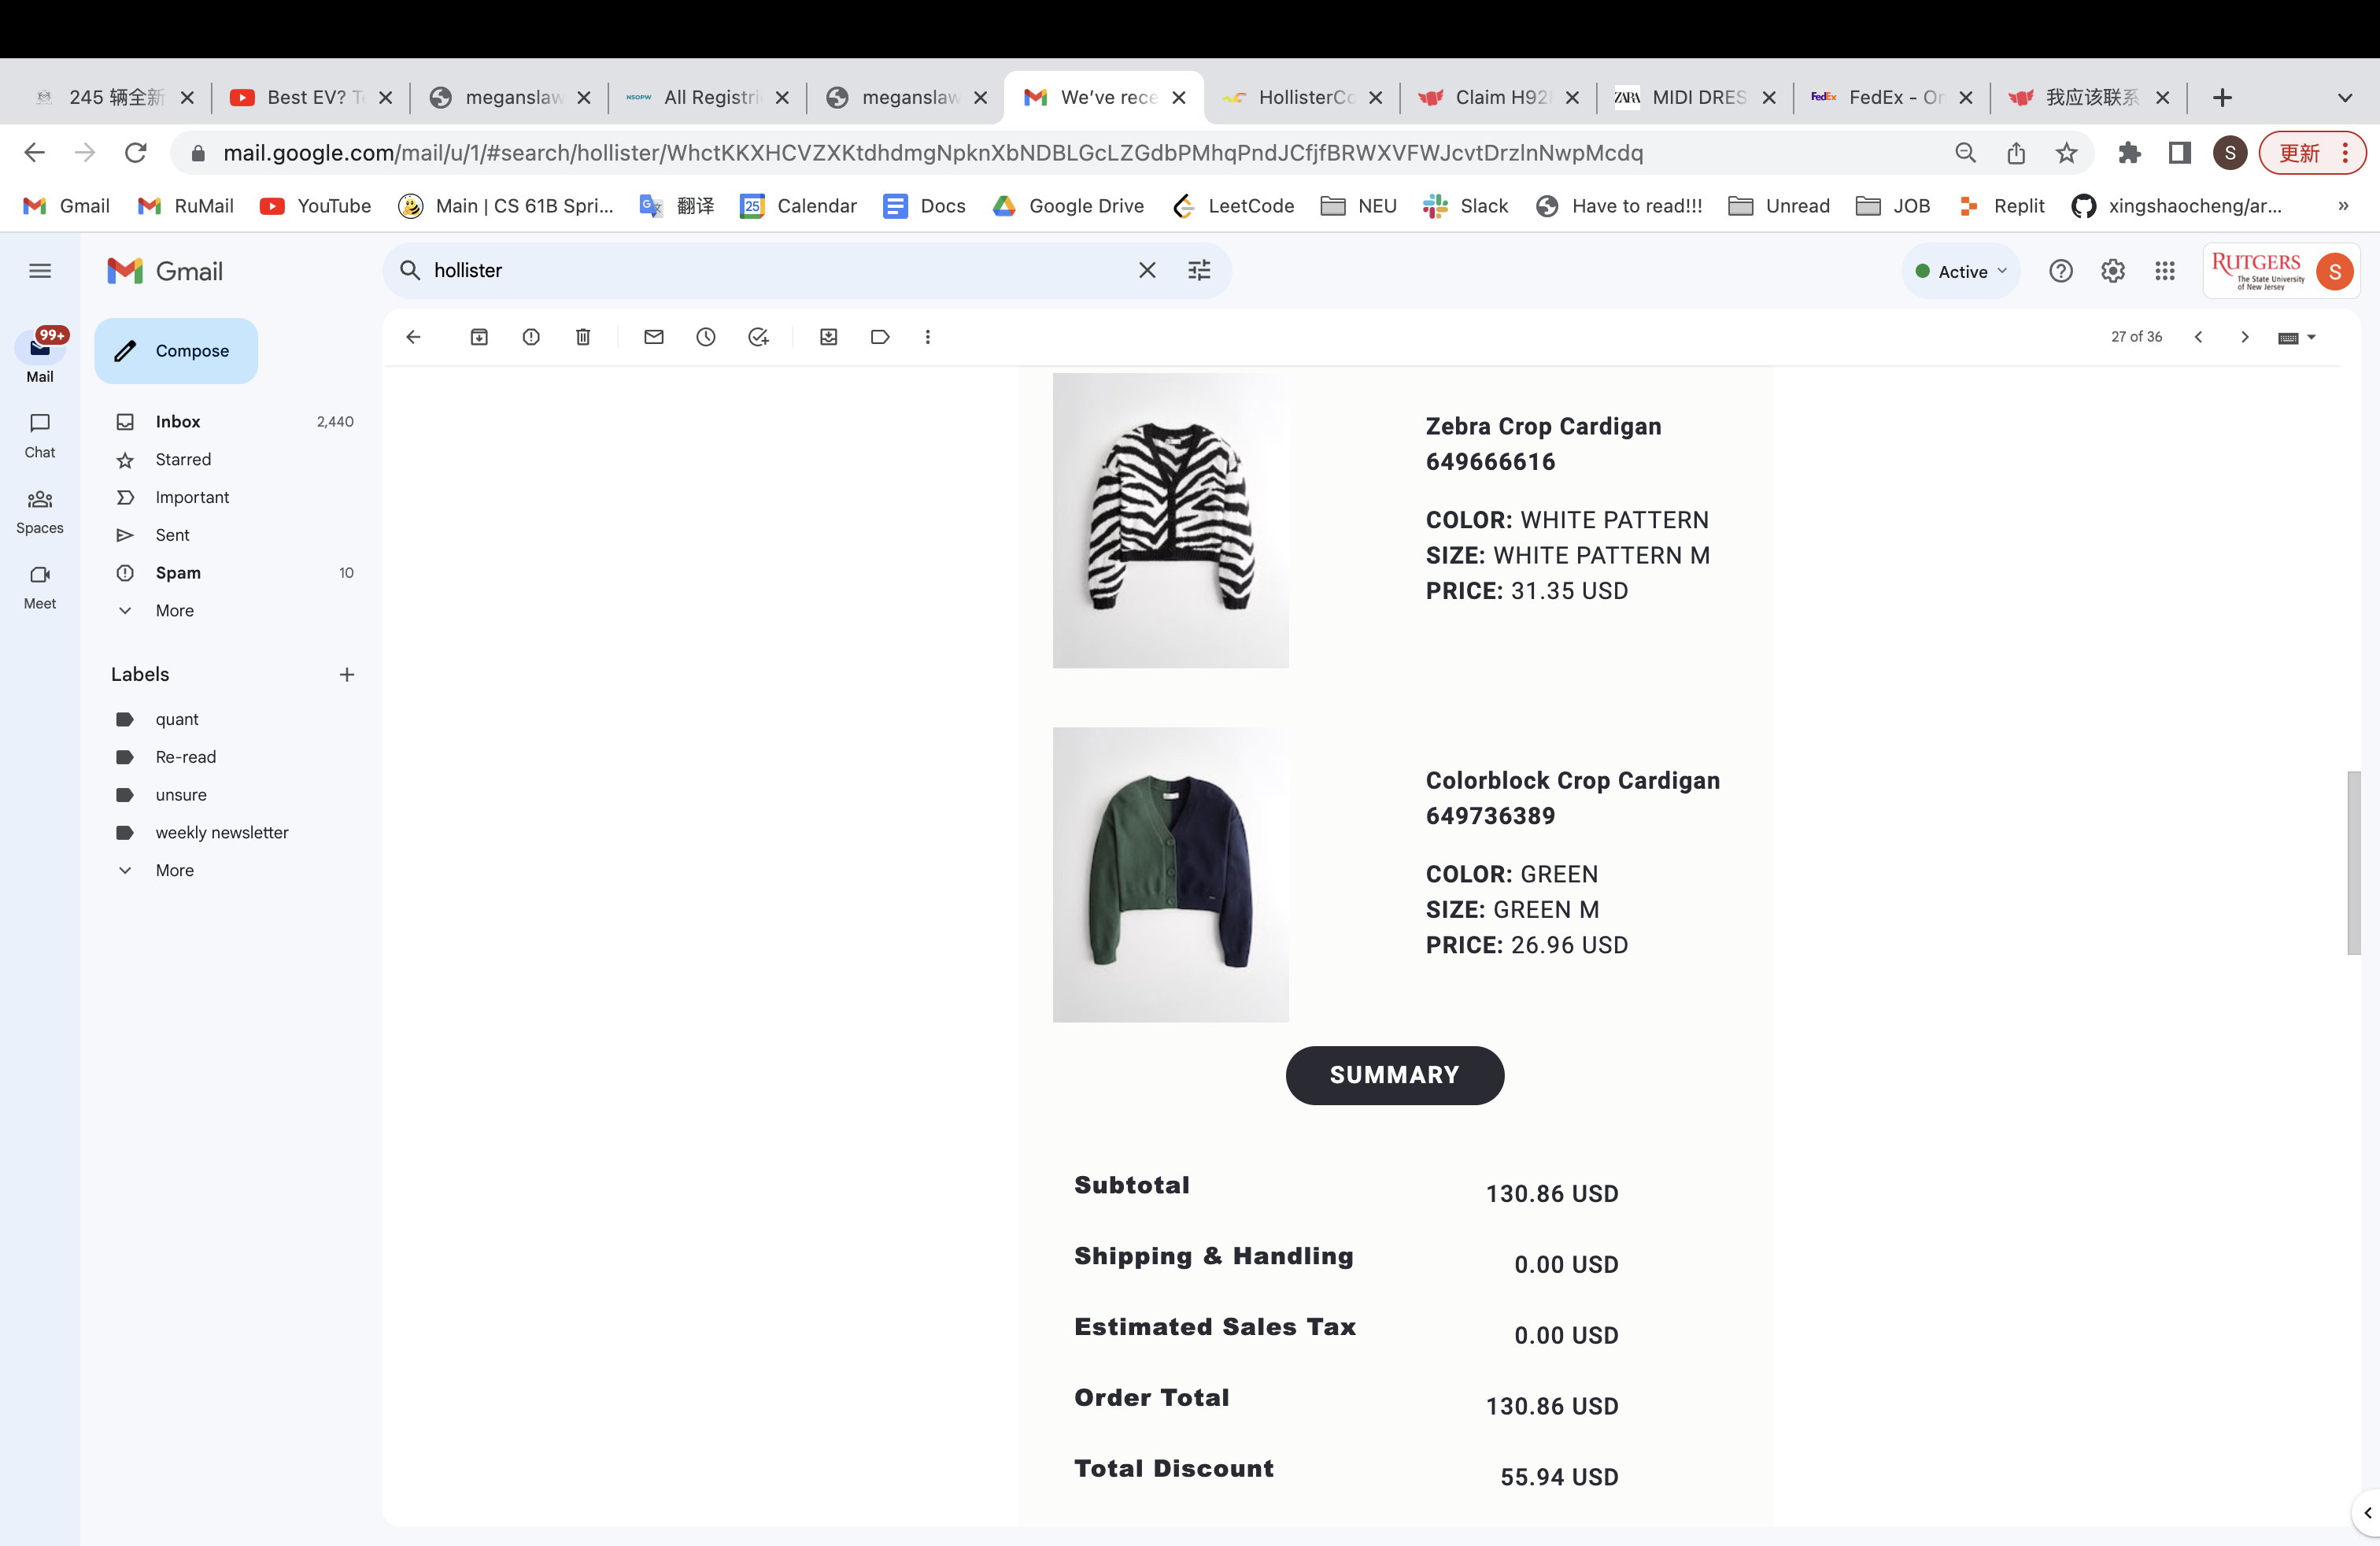 245 辆全新
Best EV? T
meganslaw
NSOPW All Registri
meganslaw
We've rece
HollisterCo
Claim H92
ZARA MIDI DRES
FedEx FedEx - On
我应该联系
mail.google.com/mail/u/1/#search/hollister/WhctKKXHCVZXKtdhdmgNpknXbNDBLGcLZGdbPMhqPndJCfjfBRWXVFWJcvtDrzlnNwpMcdq
S
更新
Gmail
RuMail
YouTube
Main | CS 61B Spri...
翻译
25 Calendar
Docs
Google Drive
LeetCode
NEU
Slack
Have to read!!!
Unread
JOB
Replit
xingshaocheng/ar...
»
Gmail
hollister
Active
RUTGERS
The State University
of New Jersey
S
99+
Mail
Chat
Spaces
Meet
Compose
Inbox 2,440
Starred
Important
Sent
Spam 10
More
Labels
quant
Re-read
unsure
weekly newsletter
More
27 of 36
Zebra Crop Cardigan
649666616
COLOR: WHITE PATTERN
SIZE: WHITE PATTERN M
PRICE: 31.35 USD
Colorblock Crop Cardigan
649736389
COLOR: GREEN
SIZE: GREEN M
PRICE: 26.96 USD
SUMMARY
Subtotal 130.86 USD
Shipping & Handling 0.00 USD
Estimated Sales Tax 0.00 USD
Order Total 130.86 USD
Total Discount 55.94 USD